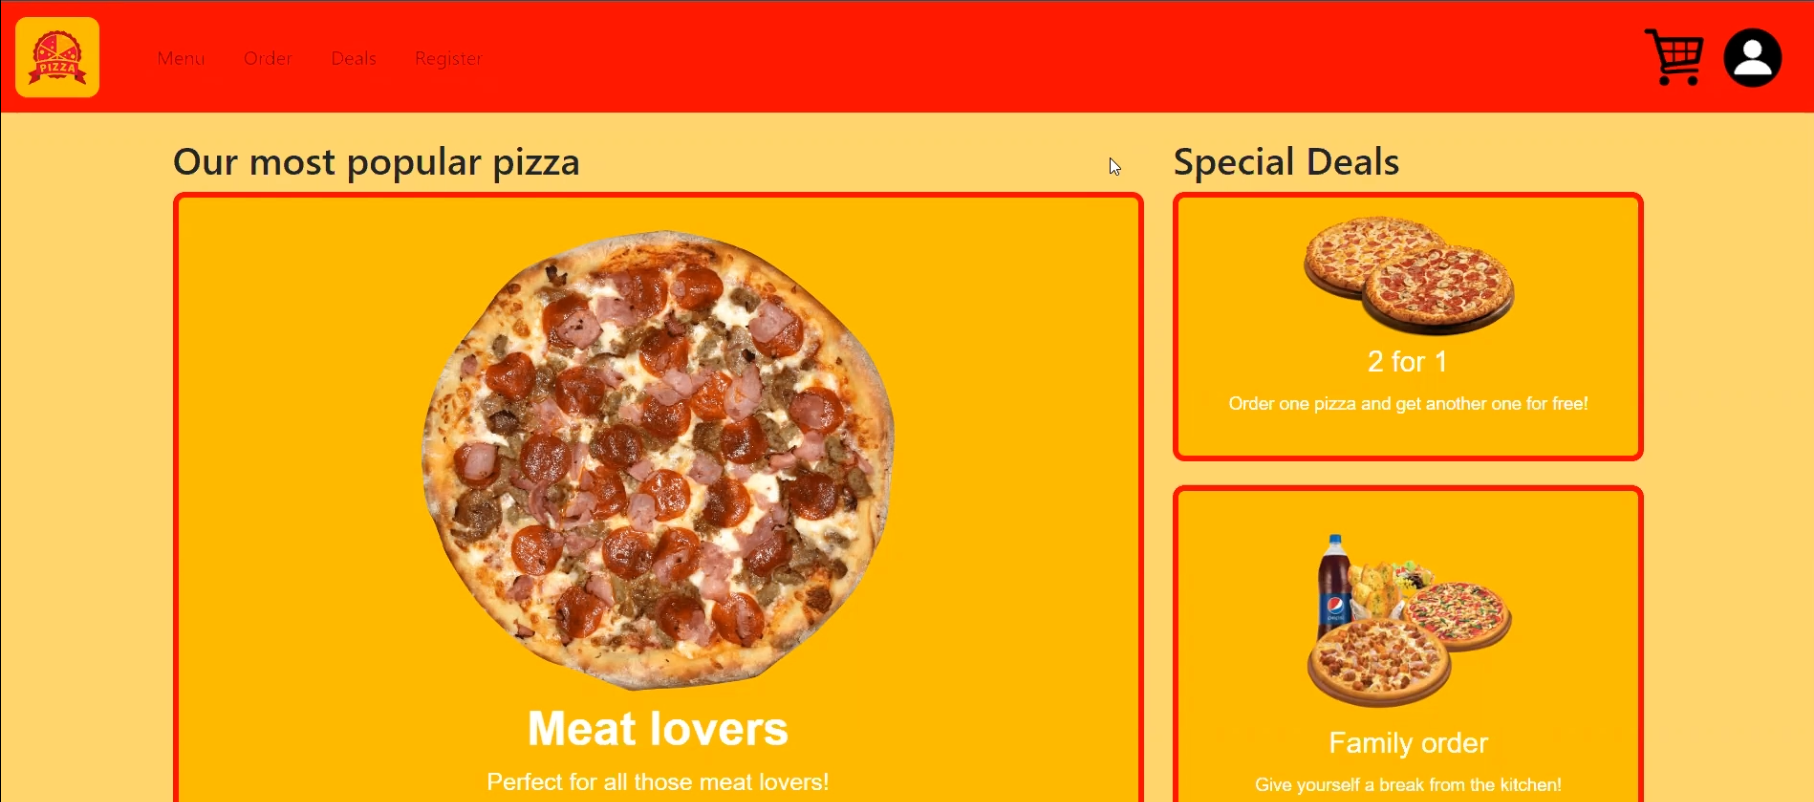 PIZZA
Menu Order Deals Register
Our most popular pizza
Meat lovers
Perfect for all those meat lovers!
Special Deals
2 for 1
Order one pizza and get another one for free!
pepsi
Family order
Give yourself a break from the kitchen!